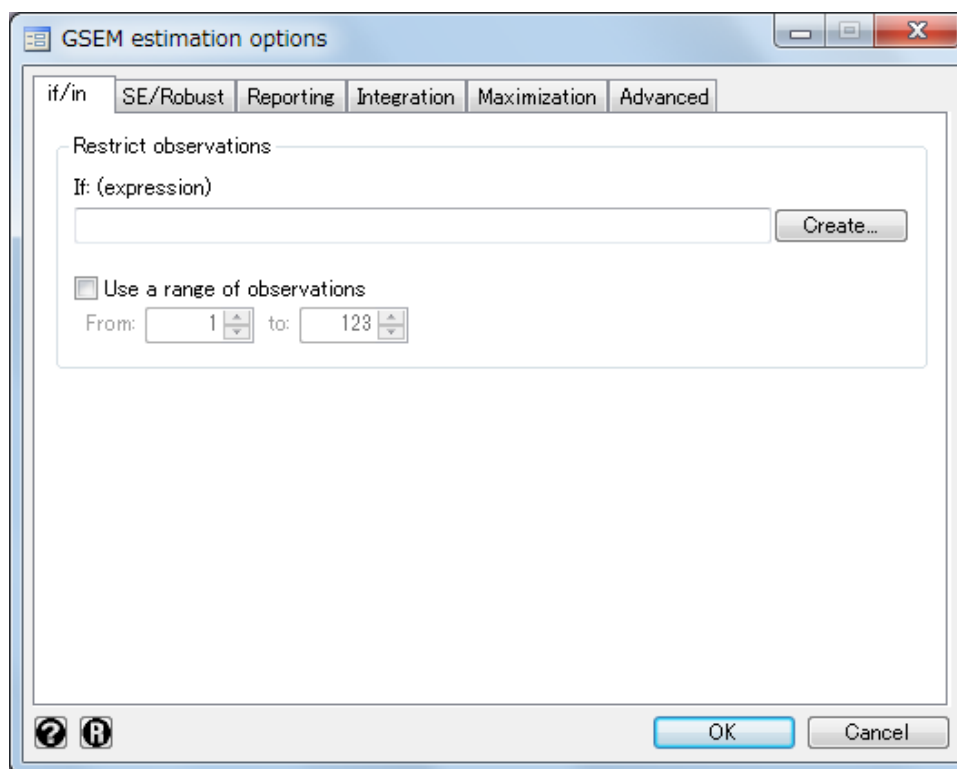 GSEM estimation options
if/in SE/Robust Reporting Integration Maximization Advanced
Restrict observations
If: (expression)
Create...
Use a range of observations
From: 1 to: 123
? R OK Cancel